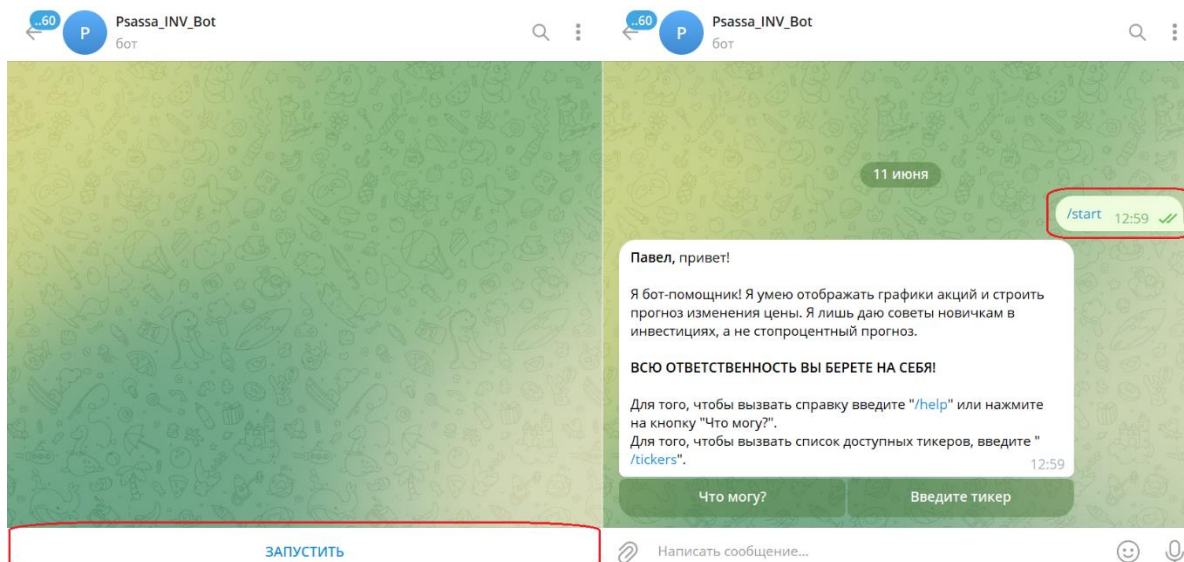 ..60
P
Psassa_INV_Bot
бот
ЗАПУСТИТЬ
..60
P
Psassa_INV_Bot
бот
11 июня
/start 12:59
Павел, привет!
Я бот-помощник! Я умею отображать графики акций и строить
прогноз изменения цены. Я лишь даю советы новичкам в
инвестициях, а не стопроцентный прогноз.
ВСЮ ОТВЕТСТВЕННОСТЬ ВЫ БЕРЕТЕ НА СЕБЯ!
Для того, чтобы вызвать справку введите "/help" или нажмите
на кнопку "Что могу?".
Для того, чтобы вызвать список доступных тикеров, введите "
/tickers".
12:59
Что могу?
Введите тикер
Написать сообщение...